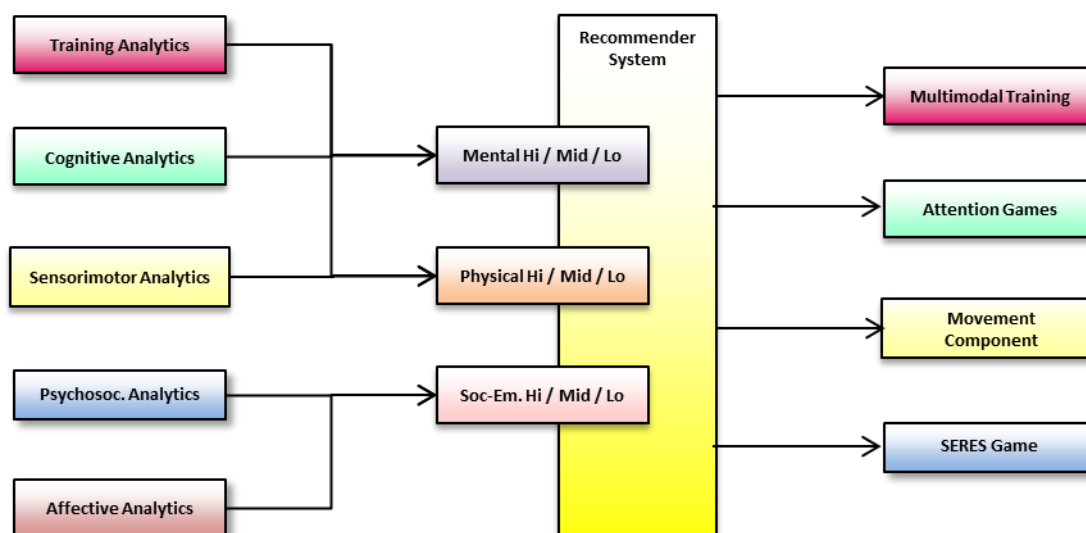 Training Analytics
Cognitive Analytics
Sensorimotor Analytics
Psychosoc. Analytics
Affective Analytics
Mental Hi / Mid / Lo
Physical Hi / Mid / Lo
Soc-Em. Hi / Mid / Lo
Recommender
System
Multimodal Training
Attention Games
Movement
Component
SERES Game